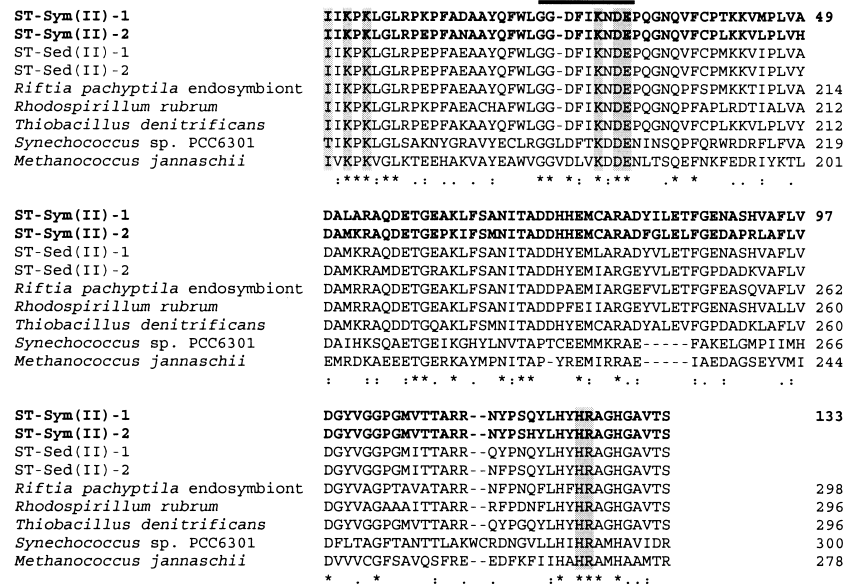 ST-Sym(II)-1 IIKPKLGLRPKPFADAAYQFWLGG-DFIKNDEPQGNQVFCPTKKVMPLVA 49
ST-Sym(II)-2 IIKPKLGLRPEPFANAAYQFWLGG-DFIKNDEPQGNQVFCPLKKVLPLVH
ST-Sed(II)-1 IIKPKLGLRPEPFAEAAYQFWLGG-DFIKNDEPQGNQVFCPMKKVIPLVA
ST-Sed(II)-2 IIKPKLGLRPEPFAEAAYQFWLGG-DFIKNDEPQGNQVFCPMKKVIPLVY
Riftia pachyptila endosymbiont IIKPKLGLRPEPFAEAAYQFWLGG-DFIKNDEPQGNQPFSPMKKTIPLVA 214
Rhodospirillum rubrum IIKPKLGLRPKPFAEACHAFWLGG-DFIKNDEPQGNQPFAPLRDTIALVA 212
Thiobacillus denitrificans IIKPKLGLRPEPFAKAAYQFWLGG-DFIKNDEPQGNQVFCPLKKVLPLVY 212
Synechococcus sp. PCC6301 TIKPKLGLSAKNYGRAVYECLRGGLDFTKDDENINSQPFQRWRDRFLFVA 219
Methanococcus jannaschii IVKPKVGLKTEEHAKVAYEAWVGGVDLVKDDENLTSQEFNKFEDRIYKTL 201
:***:** .: . . : ** *: *:** .* * .. : .
ST-Sym(II)-1 DALARAQDETGEAKLFSANITADDHHEMCARADYILETFGENASHVAFLV 97
ST-Sym(II)-2 DAMKRAQDETGEPKIFSMNITADDHYEMCARADFGLELFGEDAPRLAFLV
ST-Sed(II)-1 DAMKRAQDETGEAKLFSANITADDHYEMLARADYVLETFGENASHVAFLV
ST-Sed(II)-2 DAMKRAMDETGRAKLFSANITADDHYEMIARGEYVLETFGPDADKVAFLV
Riftia pachyptila endosymbiont DAMRRAQDETGEAKLFSANITADDHYEMIARGEFVLETFGFEASQVAFLV 262
Rhodospirillum rubrum DAMRRAQDETGEAKLFSANITADDPFEIIARGEYVLETFGENASHVALLV 260
Thiobacillus denitrificans DAMKRAQDDTGQAKLFSMNITADDHYEMCARADYALEVFGPDADKLAFLV 260
Synechococcus sp. PCC6301 DAIHKSQAETGEIKGHYLNVTAPTCEEMMKRAE-----FAKELGMPIIMH 266
Methanococcus jannaschii EMRDKAEEETGERKAYMPNITAP-YREMIRRAE-----IAEDAGSEYVMI 244
: :: :** * . *:** *: *.: : . :.
ST-Sym(II)-1 DGYVGGPGMVTTARR--NYPSQYLHYHRAGHGAVTS 133
ST-Sym(II)-2 DGYVGGPGMVTTARR--NYPSHYLHYHRAGHGAVTS
ST-Sed(II)-1 DGYVGGPGMITTARR--QYPNQYLHYHRAGHGAVTS
ST-Sed(II)-2 DGYVGGPGMITTARR--NFPNQYLHYHRAGHGAVTS
Riftia pachyptila endosymbiont DGYVAGPTAVATARR--NFPNQFLHFHRAGHGAVTS 298
Rhodospirillum rubrum DGYVAGAAAITTARR--RFPDNFLHYHRAGHGAVTS 296
Thiobacillus denitrificans DGYVGGPGMVTTARR--QYPGQYLHYHRAGHGAVTS 296
Synechococcus sp. PCC6301 DFLTAGFTANTTLAKWCRDNGVLLHIHRAMHAVIDR 300
Methanococcus jannaschii DVVVCGFSAVQSFRE--EDFKFIIHAHRAAMHAAMTR 278
* . * : . . :* *** *.. .